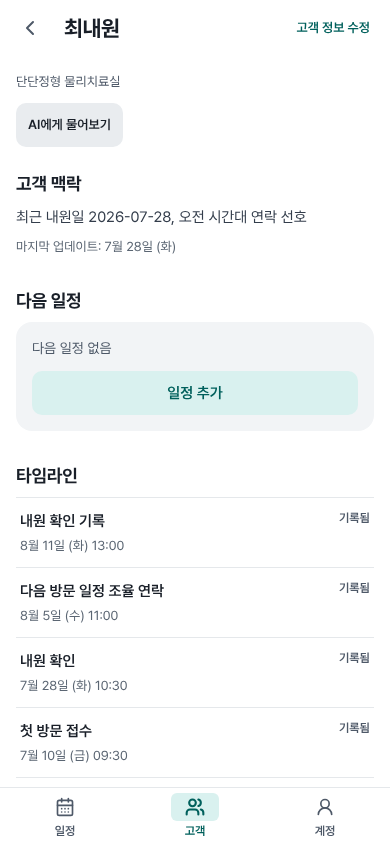 최내원
고객 정보 수정
단단정형 물리치료실
AI에게 물어보기
고객 맥락
최근 내원일 2026-07-28, 오전 시간대 연락 선호
마지막 업데이트: 7월 28일 (화)
다음 일정
다음 일정 없음
일정 추가
타임라인
내원 확인 기록
기록됨
8월 11일 (화) 13:00
다음 방문 일정 조율 연락
기록됨
8월 5일 (수) 11:00
내원 확인
기록됨
7월 28일 (화) 10:30
첫 방문 접수
기록됨
7월 10일 (금) 09:30
일정
고객
계정